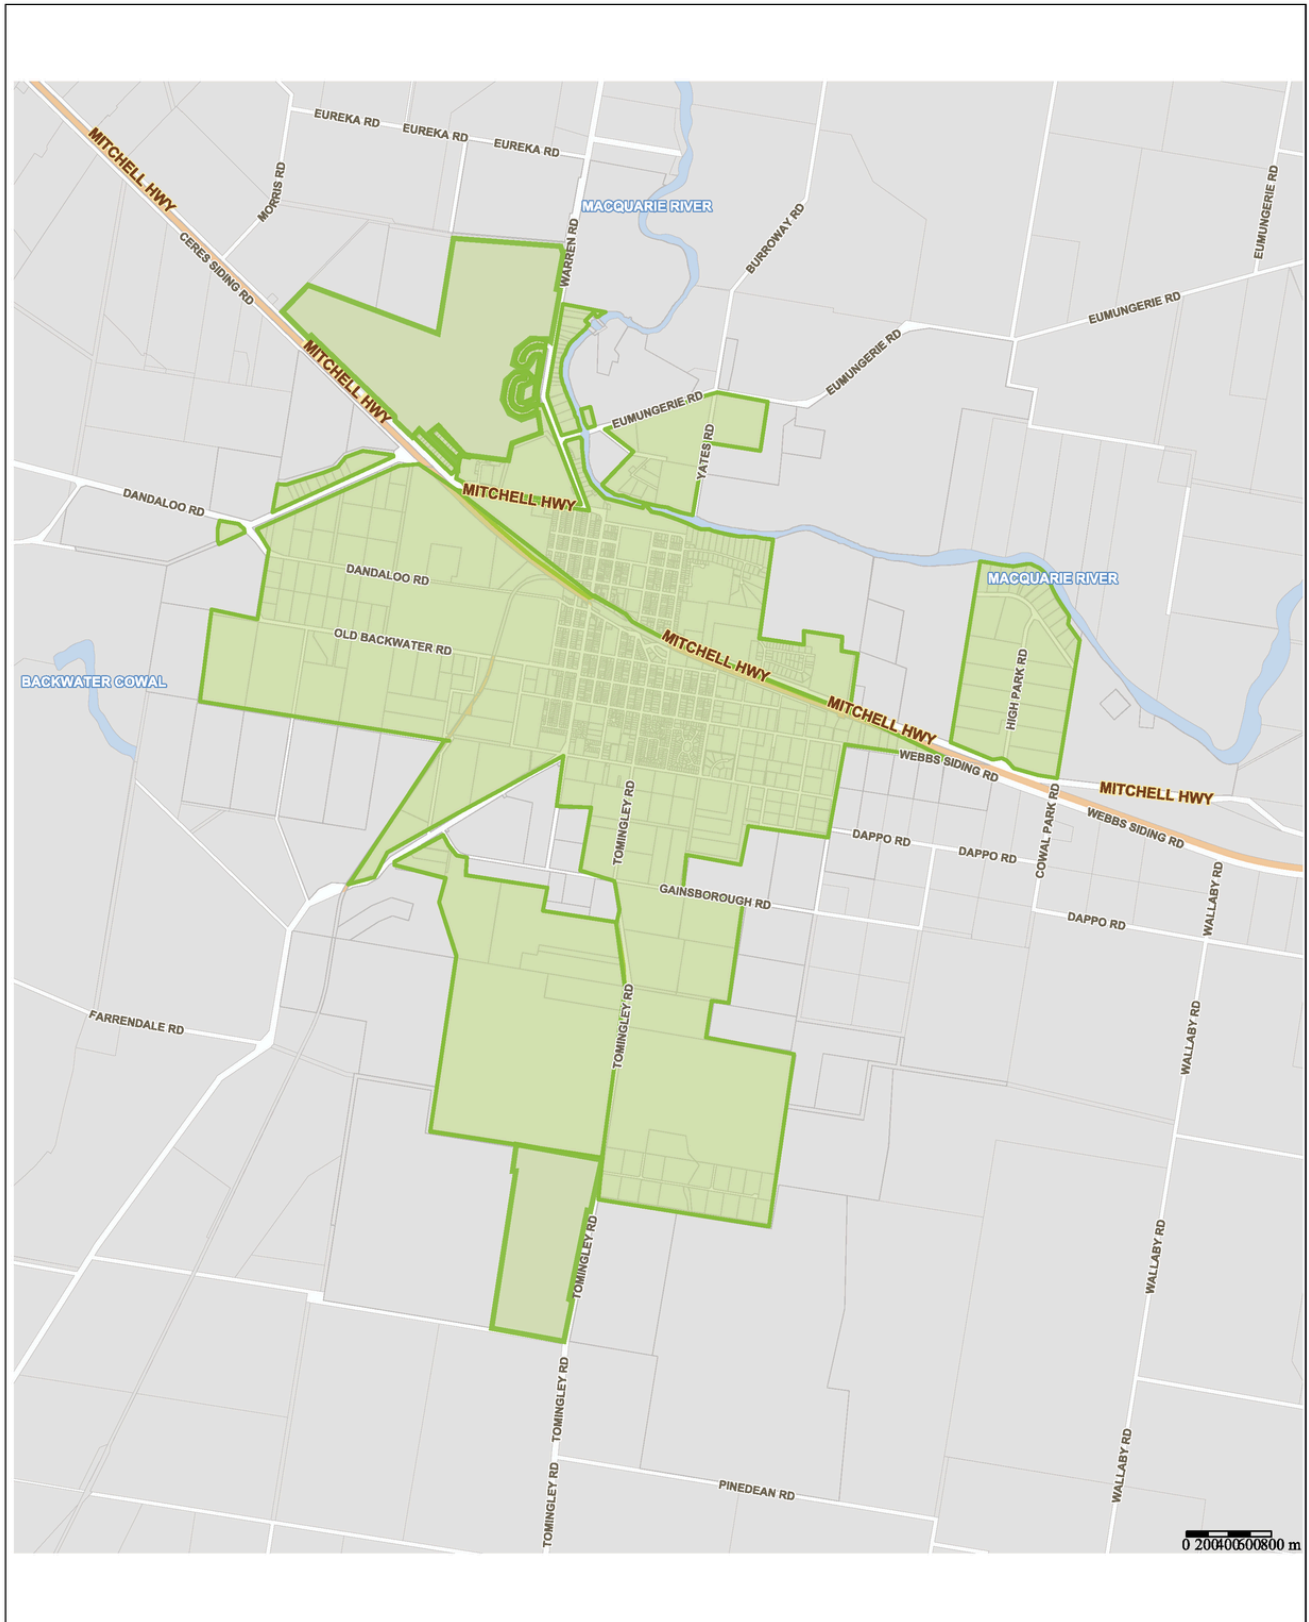 EUREKA RD
EUREKA RD
EUREKA RD
MITCHELL HWY
MORRIS RD
MACQUARIE RIVER
EUMUNGERIE RD
BURROWAY RD
WARREN RD
CERES SIDING RD
EUMUNGERIE RD
MITCHELL HWY
EUMUNGERIE RD
EUMUNGERIE RD
YATES RD
MITCHELL HWY
DANDALOO RD
DANDALOO RD
MACQUARIE RIVER
OLD BACKWATER RD
MITCHELL HWY
BACKWATER COWAL
HIGH PARK RD
MITCHELL HWY
WEBBS SIDING RD
MITCHELL HWY
TOMINGLEY RD
COWAL PARK RD
WEBBS SIDING RD
DAPPO RD
DAPPO RD
GAINSBOROUGH RD
WALLABY RD
DAPPO RD
FARRENDALE RD
TOMINGLEY RD
WALLABY RD
TOMINGLEY RD
WALLABY RD
TOMINGLEY RD
WALLABY RD
PINEDEAN RD
TOMINGLEY RD
0 200400600800 m